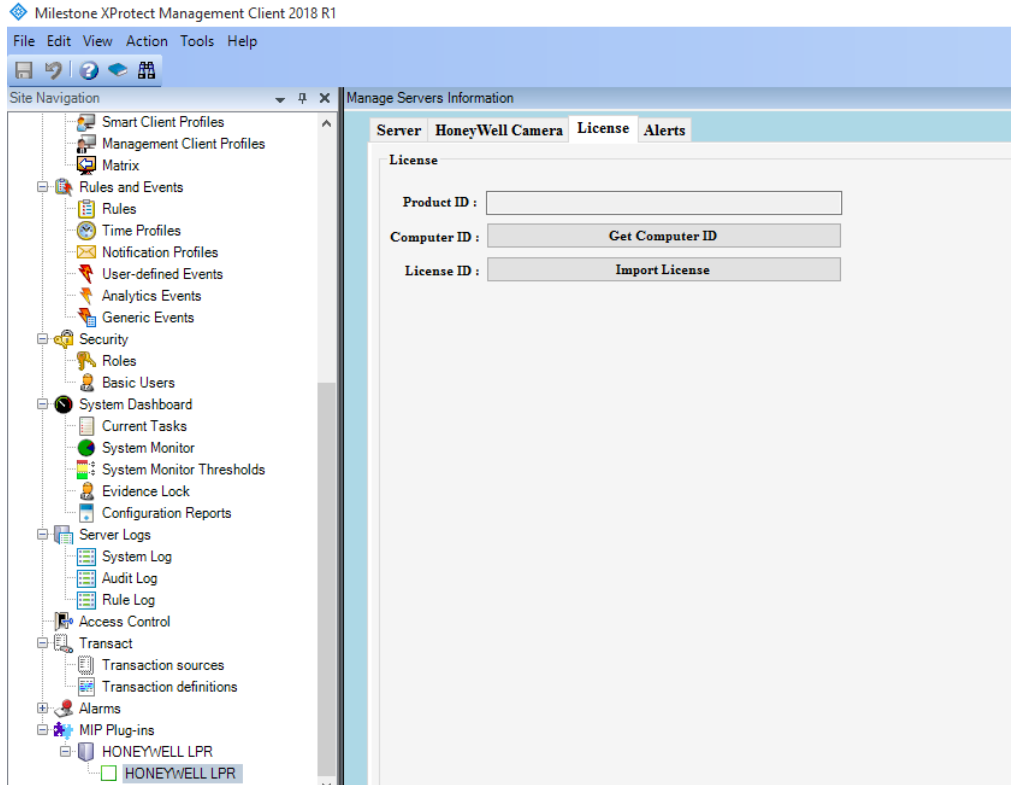 Milestone XProtect Management Client 2018 R1
File Edit View Action Tools Help
Site Navigation
Smart Client Profiles
Management Client Profiles
Matrix
Rules and Events
Rules
Time Profiles
Notification Profiles
User-defined Events
Analytics Events
Generic Events
Security
Roles
Basic Users
System Dashboard
Current Tasks
System Monitor
System Monitor Thresholds
Evidence Lock
Configuration Reports
Server Logs
System Log
Audit Log
Rule Log
Access Control
Transact
Transaction sources
Transaction definitions
Alarms
MIP Plug-ins
HONEYWELL LPR
HONEYWELL LPR
Manage Servers Information
Server HoneyWell Camera License Alerts
License
Product ID :
Computer ID : Get Computer ID
License ID : Import License